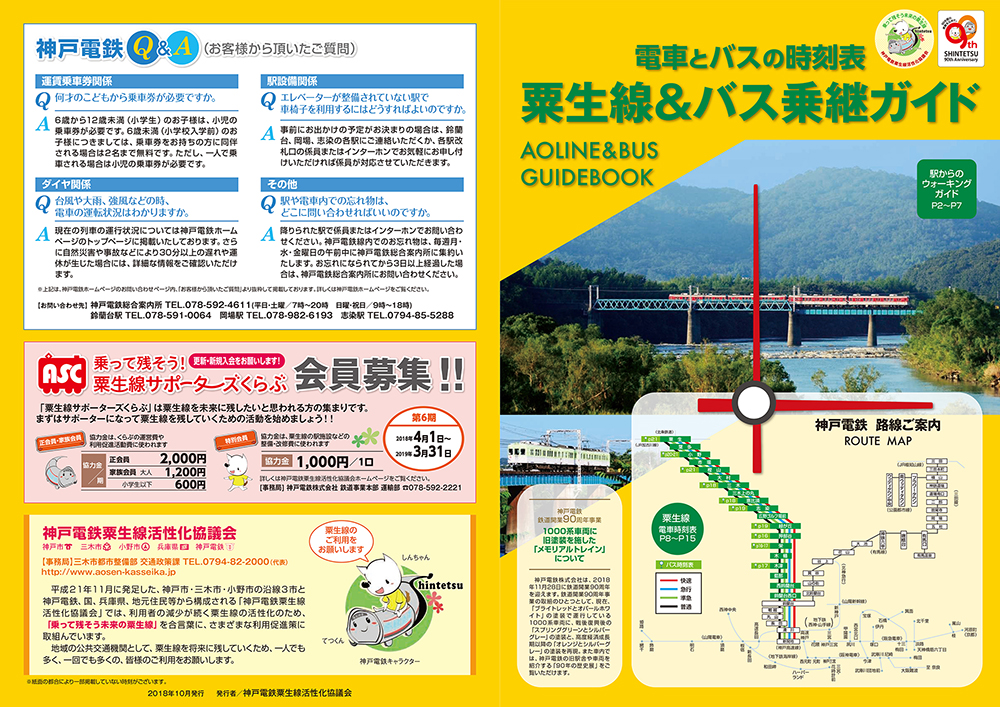 神戸電鉄 Q&A (お客様から頂いたご質問)
運賃乗車券関係
Q 何才のこどもから乗車券が必要ですか。
A 6歳から12歳未満(小学生)のお子様は、小児の
乗車券が必要です。6歳未満(小学校入学前)のお
子様につきましては、乗車券をお持ちの方に同伴
される場合は2名まで無料です。ただし、一人で乗
車される場合は小児の乗車券が必要です。
駅設備関係
Q エレベーターが整備されていない駅で
車椅子を利用するにはどうすればよいのですか。
A 事前にお出かけの予定がお決まりの場合は、鈴蘭
台、岡場、志染の各駅にご連絡いただくか、各駅改
札口の係員またはインターホンでお気軽にお申し付
けいただければ係員が対応させていただきます。
ダイヤ関係
Q 台風や大雨、強風などの時、
電車の運転状況はわかりますか。
A 現在の列車の運行状況については神戸電鉄ホーム
ページのトップページに掲載いたしております。さら
に自然災害や事故などにより30分以上の遅れや運
休が生じた場合には、詳細な情報をご確認いただけ
ます。
その他
Q 駅や電車内での忘れ物は、
どこに問い合わせればいいのですか。
A 降りられた駅で係員またはインターホンでお問い合わ
せください。神戸電鉄線内でのお忘れ物は、毎週月・
水・金曜日の午前中に神戸電鉄総合案内所に集約い
たします。お忘れになられてから3日以上経過した場
合は、神戸電鉄総合案内所にお問い合わせください。
※上記は、神戸電鉄ホームページのお問い合わせページ内、「お客様から頂いたご質問」より抜粋して掲載しております。詳しくは神戸電鉄ホームページをご覧ください。
【お問い合わせ先】神戸電鉄総合案内所 TEL.078-592-4611(平日・土曜/7時〜20時 日曜・祝日/9時〜18時)
鈴蘭台駅 TEL.078-591-0064 岡場駅 TEL.078-982-6193 志染駅 TEL.0794-85-5288
ASC
乗って残そう!
更新・新規入会をお願いします!
粟生線サポーターズくらぶ 会員募集!!
「粟生線サポーターズくらぶ」は粟生線を未来に残したいと思われる方の集まりです。
まずはサポーターになって粟生線を残していくための活動を始めましょう!!
第6期
2018年4月1日〜
2019年3月31日
正会員・家族会員
協力金は、くらぶの運営費や
利用促進活動費に使われます
協力金/期
正会員 2,000円
家族会員 大人 1,200円
小学生以下 600円
特別会員
協力金は、粟生線の駅施設などの
整備・改修費に使われます
協力金 1,000円/1口
詳しくは神戸電鉄粟生線活性化協議会ホームページをご覧ください。
【事務局】神戸電鉄株式会社 鉄道事業本部 運輸部 ☎078-592-2221
神戸電鉄粟生線活性化協議会
神戸市 三木市 小野市 兵庫県 神戸電鉄
【事務局】三木市都市整備部 交通政策課 TEL.0794-82-2000(代表)
http://www.aosen-kasseika.jp
平成21年11月に発足した、神戸市・三木市・小野市の沿線3市と
神戸電鉄、国、兵庫県、地元住民等から構成される「神戸電鉄粟生線
活性化協議会」では、利用者の減少が続く粟生線の活性化のため、
「乗って残そう未来の粟生線」を合言葉に、さまざまな利用促進策に
取組んでいます。
地域の公共交通機関として、粟生線を将来に残していくため、一人でも
多く、一回でも多くの、皆様のご利用をお願いします。
粟生線の
ご利用を
お願いします
しんちゃん
shintetsu
てつくん
神戸電鉄キャラクター
※紙面の都合により一部掲載していない時刻がございます。
2018年10月発行 発行者/神戸電鉄粟生線活性化協議会
乗って残そう未来の粟生線
shintetsu
神戸電鉄粟生線活性化協議会
9th
SHINTETSU
90th Anniversary
電車とバスの時刻表
粟生線&バス乗継ガイド
AOLINE&BUS
GUIDEBOOK
駅からの
ウォーキング
ガイド
P2〜P7
神戸電鉄
鉄道開業90周年事業
1000系車両に
旧塗装を施した
「メモリアルトレイン」
について
神戸電鉄株式会社は、2018
年11月28日に鉄道開業90周年
を迎えます。鉄道開業90周年事
業の取組のひとつとして、現在、
「ブライトレッドとオパールホワ
イト」の塗装で運行している
1000系車両に、戦後復興後の
「スプリンググリーンとシルバー
グレー」の塗装と、高度経済成長
期以降の「オレンジとシルバーグ
レー」の塗装を再現。また車内で
は、神戸電鉄の旧駅舎や車両を
紹介する「90年の歴史展」をご
覧いただけます。
神戸電鉄 路線ご案内
ROUTE MAP
粟生線
電車時刻表
P8〜P15
バス時刻表
快速
急行
準急
普通